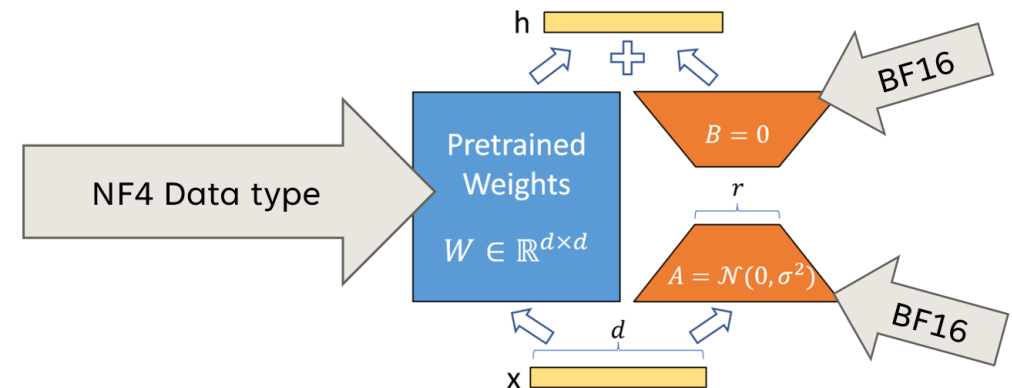 h
BF16
Pretrained
Weights
W ∈ ℝ^{d×d}
B = 0
NF4 Data type
r
A = 𝒩(0, σ²)
BF16
d
x